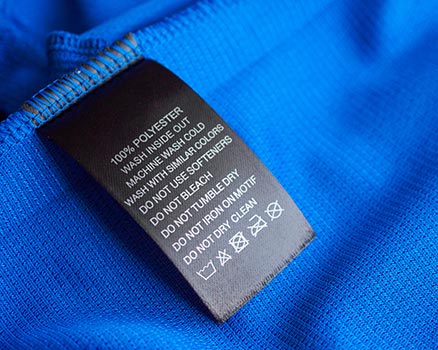 100% POLYESTER
WASH INSIDE OUT
MACHINE WASH COLD
WASH WITH SIMILAR COLORS
DO NOT USE SOFTENERS
DO NOT BLEACH
DO NOT TUMBLE DRY
DO NOT IRON ON MOTIF
DO NOT DRY CLEAN